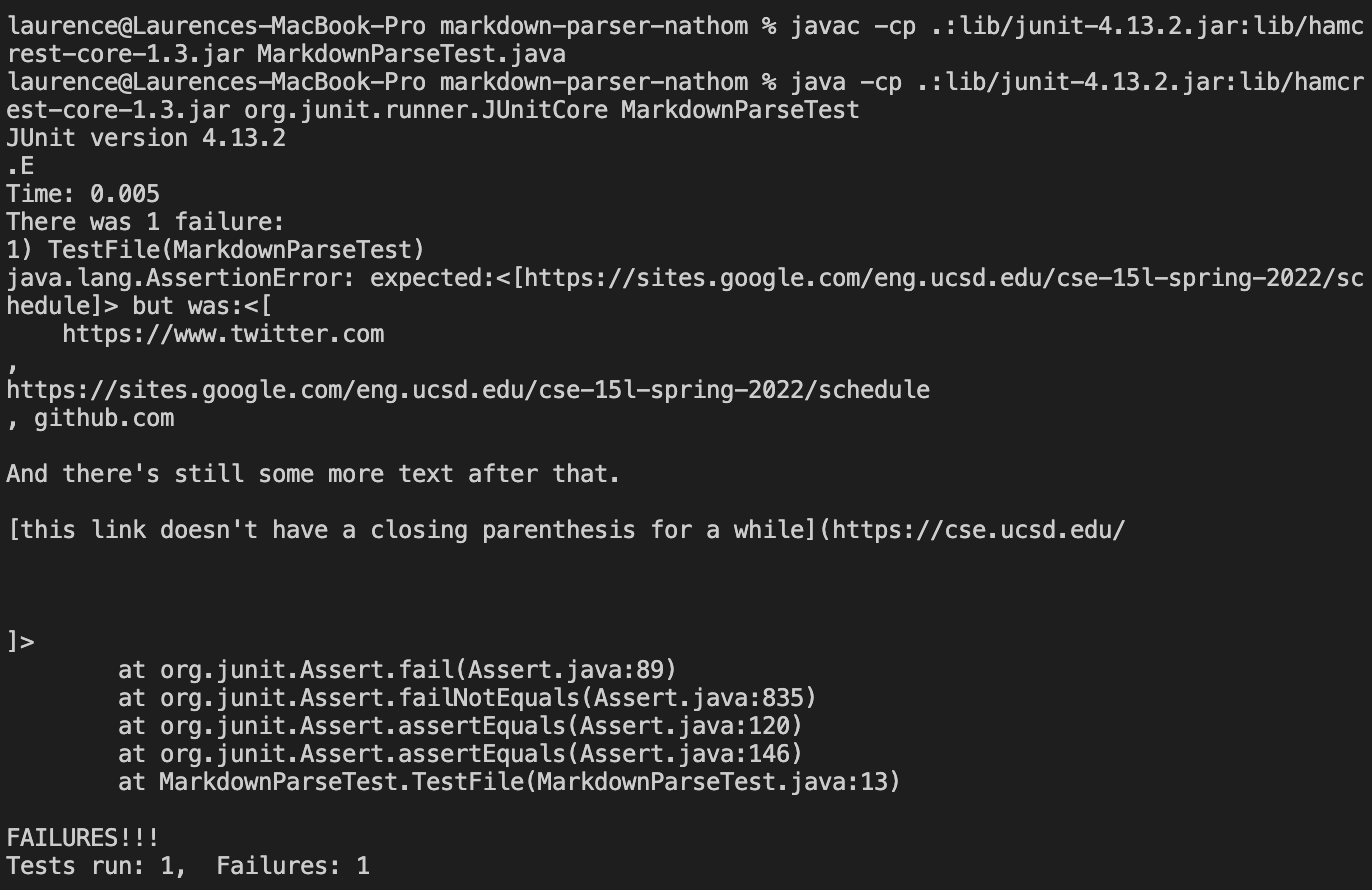 laurence@Laurences-MacBook-Pro markdown-parser-nathom % javac -cp .:lib/junit-4.13.2.jar:lib/hamc
rest-core-1.3.jar MarkdownParseTest.java
laurence@Laurences-MacBook-Pro markdown-parser-nathom % java -cp .:lib/junit-4.13.2.jar:lib/hamcr
est-core-1.3.jar org.junit.runner.JUnitCore MarkdownParseTest
JUnit version 4.13.2
.E
Time: 0.005
There was 1 failure:
1) TestFile(MarkdownParseTest)
java.lang.AssertionError: expected:<[https://sites.google.com/eng.ucsd.edu/cse-15l-spring-2022/sc
hedule]> but was:<[
    https://www.twitter.com
,
https://sites.google.com/eng.ucsd.edu/cse-15l-spring-2022/schedule
, github.com

And there's still some more text after that.

[this link doesn't have a closing parenthesis for a while](https://cse.ucsd.edu/



]>
        at org.junit.Assert.fail(Assert.java:89)
        at org.junit.Assert.failNotEquals(Assert.java:835)
        at org.junit.Assert.assertEquals(Assert.java:120)
        at org.junit.Assert.assertEquals(Assert.java:146)
        at MarkdownParseTest.TestFile(MarkdownParseTest.java:13)

FAILURES!!!
Tests run: 1,  Failures: 1